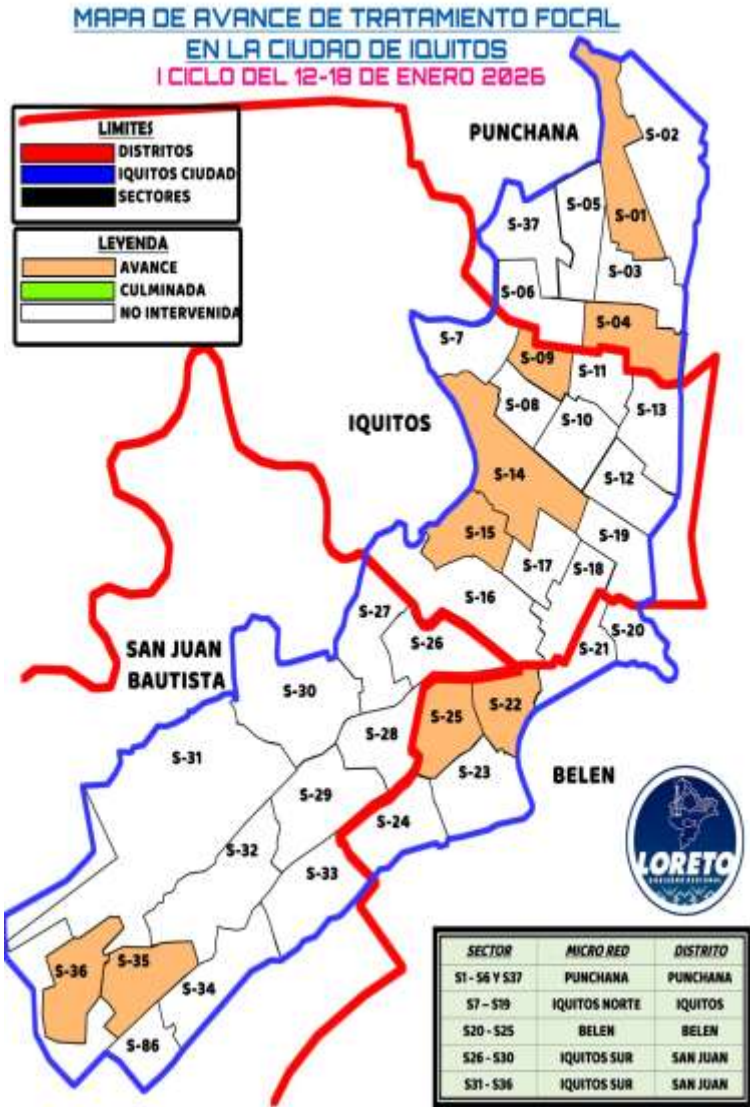 MAPA DE AVANCE DE TRATAMIENTO FOCAL
EN LA CIUDAD DE IQUITOS
I CICLO DEL 12-18 DE ENERO 2026
LIMITES
DISTRITOS
IQUITOS CIUDAD
SECTORES
LEYENDA
AVANCE
CULMINADA
NO INTERVENIDA
PUNCHANA
S-02
S-05
S-37
S-01
S-03
S-06
S-04
S-7
S-09
S-11
S-08
S-10
S-13
IQUITOS
S-14
S-12
S-15
S-19
S-17
S-18
S-16
S-27
S-26
S-20
S-21
SAN JUAN
BAUTISTA
S-30
S-25
S-22
S-28
S-31
S-23
BELEN
S-29
S-24
S-32
S-33
S-36
S-35
S-34
S-86
LORETO
GOBIERNO REGIONAL
SECTOR MICRO RED DISTRITO
S1 - S6 Y S37 PUNCHANA PUNCHANA
S7 – S19 IQUITOS NORTE IQUITOS
S20 - S25 BELEN BELEN
S26 - S30 IQUITOS SUR SAN JUAN
S31 - S36 IQUITOS SUR SAN JUAN